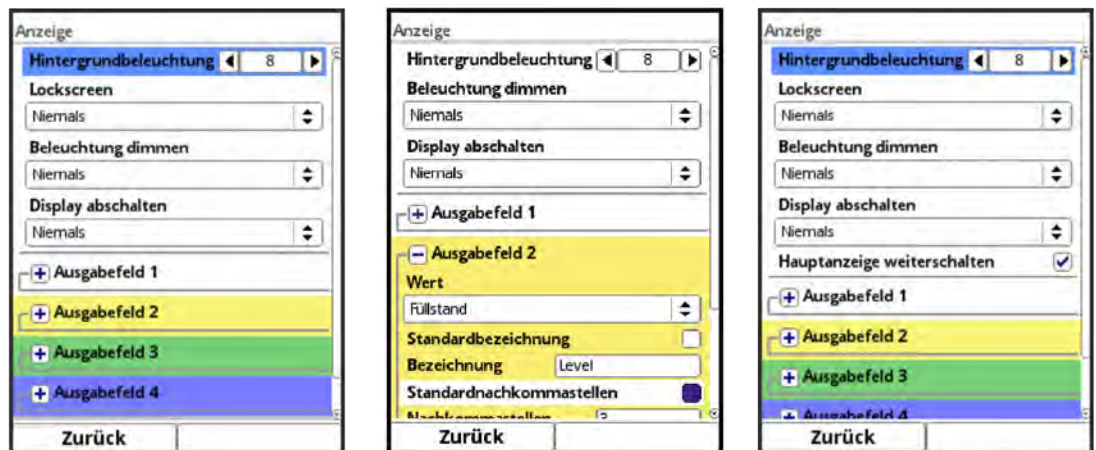 Anzeige
Hintergrundbeleuchtung 8
Lockscreen
Niemals
Beleuchtung dimmen
Niemals
Display abschalten
Niemals
Ausgabefeld 1
Ausgabefeld 2
Ausgabefeld 3
Ausgabefeld 4
Zurück
Anzeige
Hintergrundbeleuchtung 8
Beleuchtung dimmen
Niemals
Display abschalten
Niemals
Ausgabefeld 1
Ausgabefeld 2
Wert
Füllstand
Standardbezeichnung
Bezeichnung Level
Standardnachkommastellen
Nachkommastellen
Zurück
Anzeige
Hintergrundbeleuchtung 8
Lockscreen
Niemals
Beleuchtung dimmen
Niemals
Display abschalten
Niemals
Hauptanzeige weiterschalten
Ausgabefeld 1
Ausgabefeld 2
Ausgabefeld 3
Ausgabefeld 4
Zurück